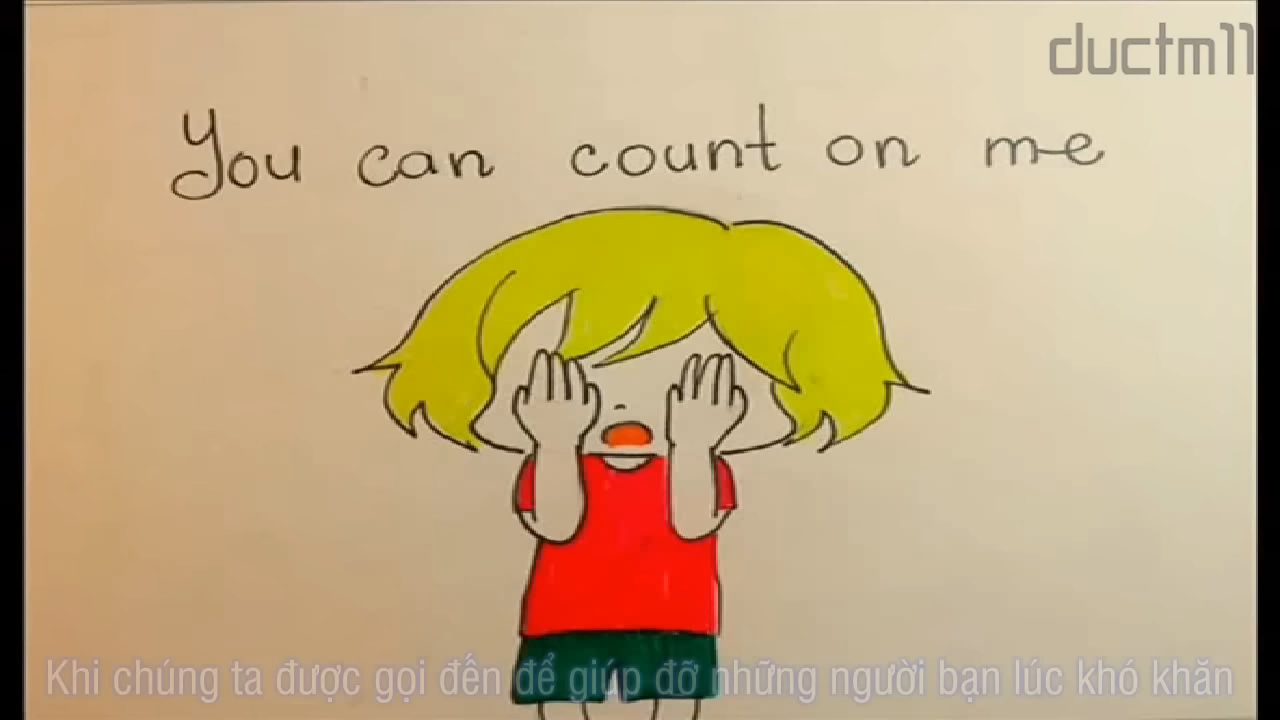 ductm11
You can count on me
Khi chúng ta được gọi đến để giúp đỡ những người bạn lúc khó khăn